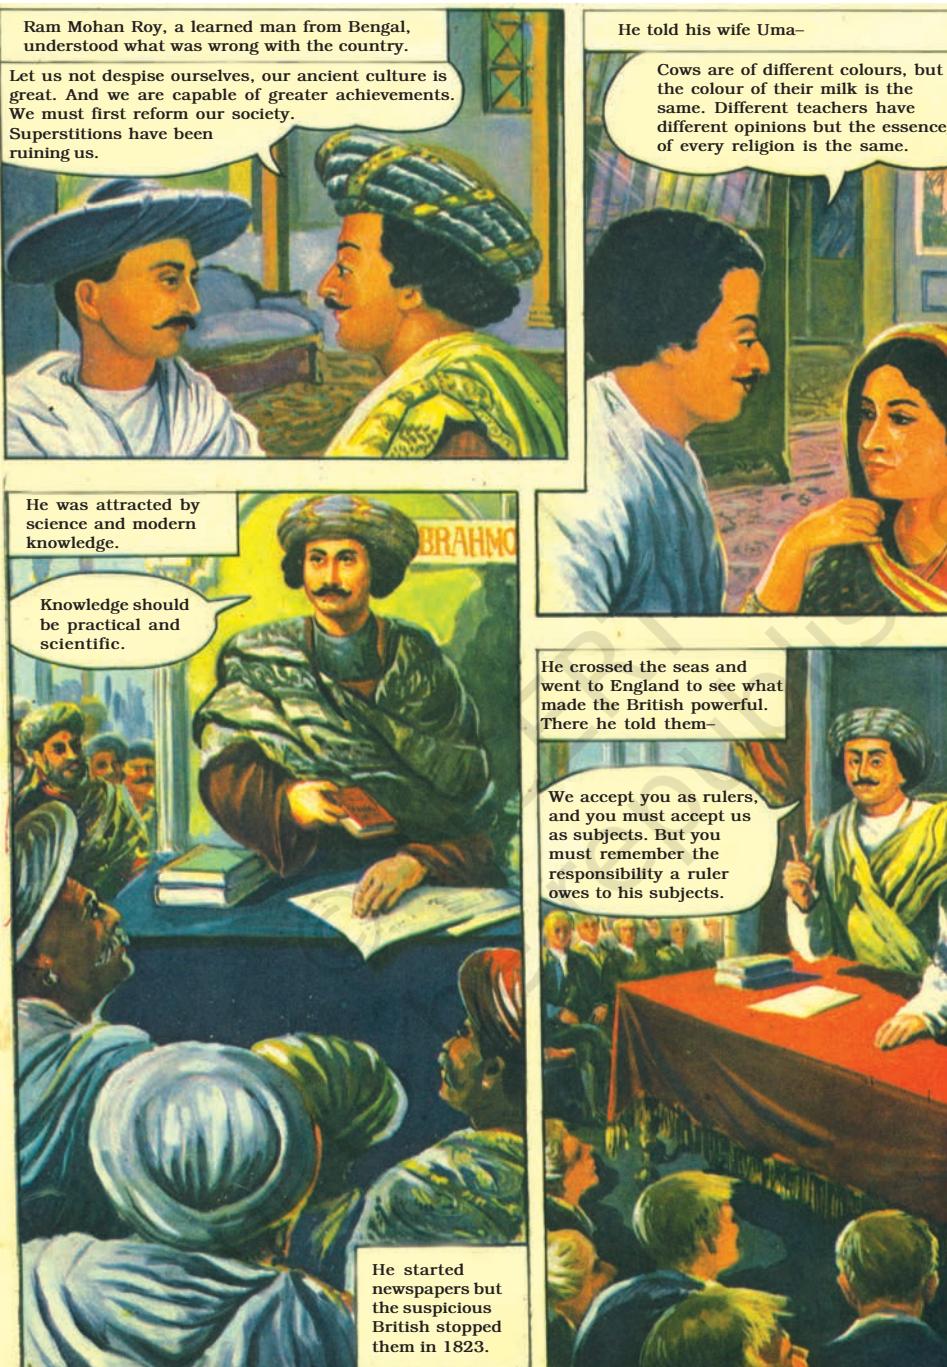 Ram Mohan Roy, a learned man from Bengal,
understood what was wrong with the country.
Let us not despise ourselves, our ancient culture is
great. And we are capable of greater achievements.
We must first reform our society.
Superstitions have been
ruining us.
He told his wife Uma–
Cows are of different colours, but
the colour of their milk is the
same. Different teachers have
different opinions but the essence
of every religion is the same.
He was attracted by
science and modern
knowledge.
BRAHMO
Knowledge should
be practical and
scientific.
He started
newspapers but
the suspicious
British stopped
them in 1823.
He crossed the seas and
went to England to see what
made the British powerful.
There he told them–
We accept you as rulers,
and you must accept us
as subjects. But you
must remember the
responsibility a ruler
owes to his subjects.